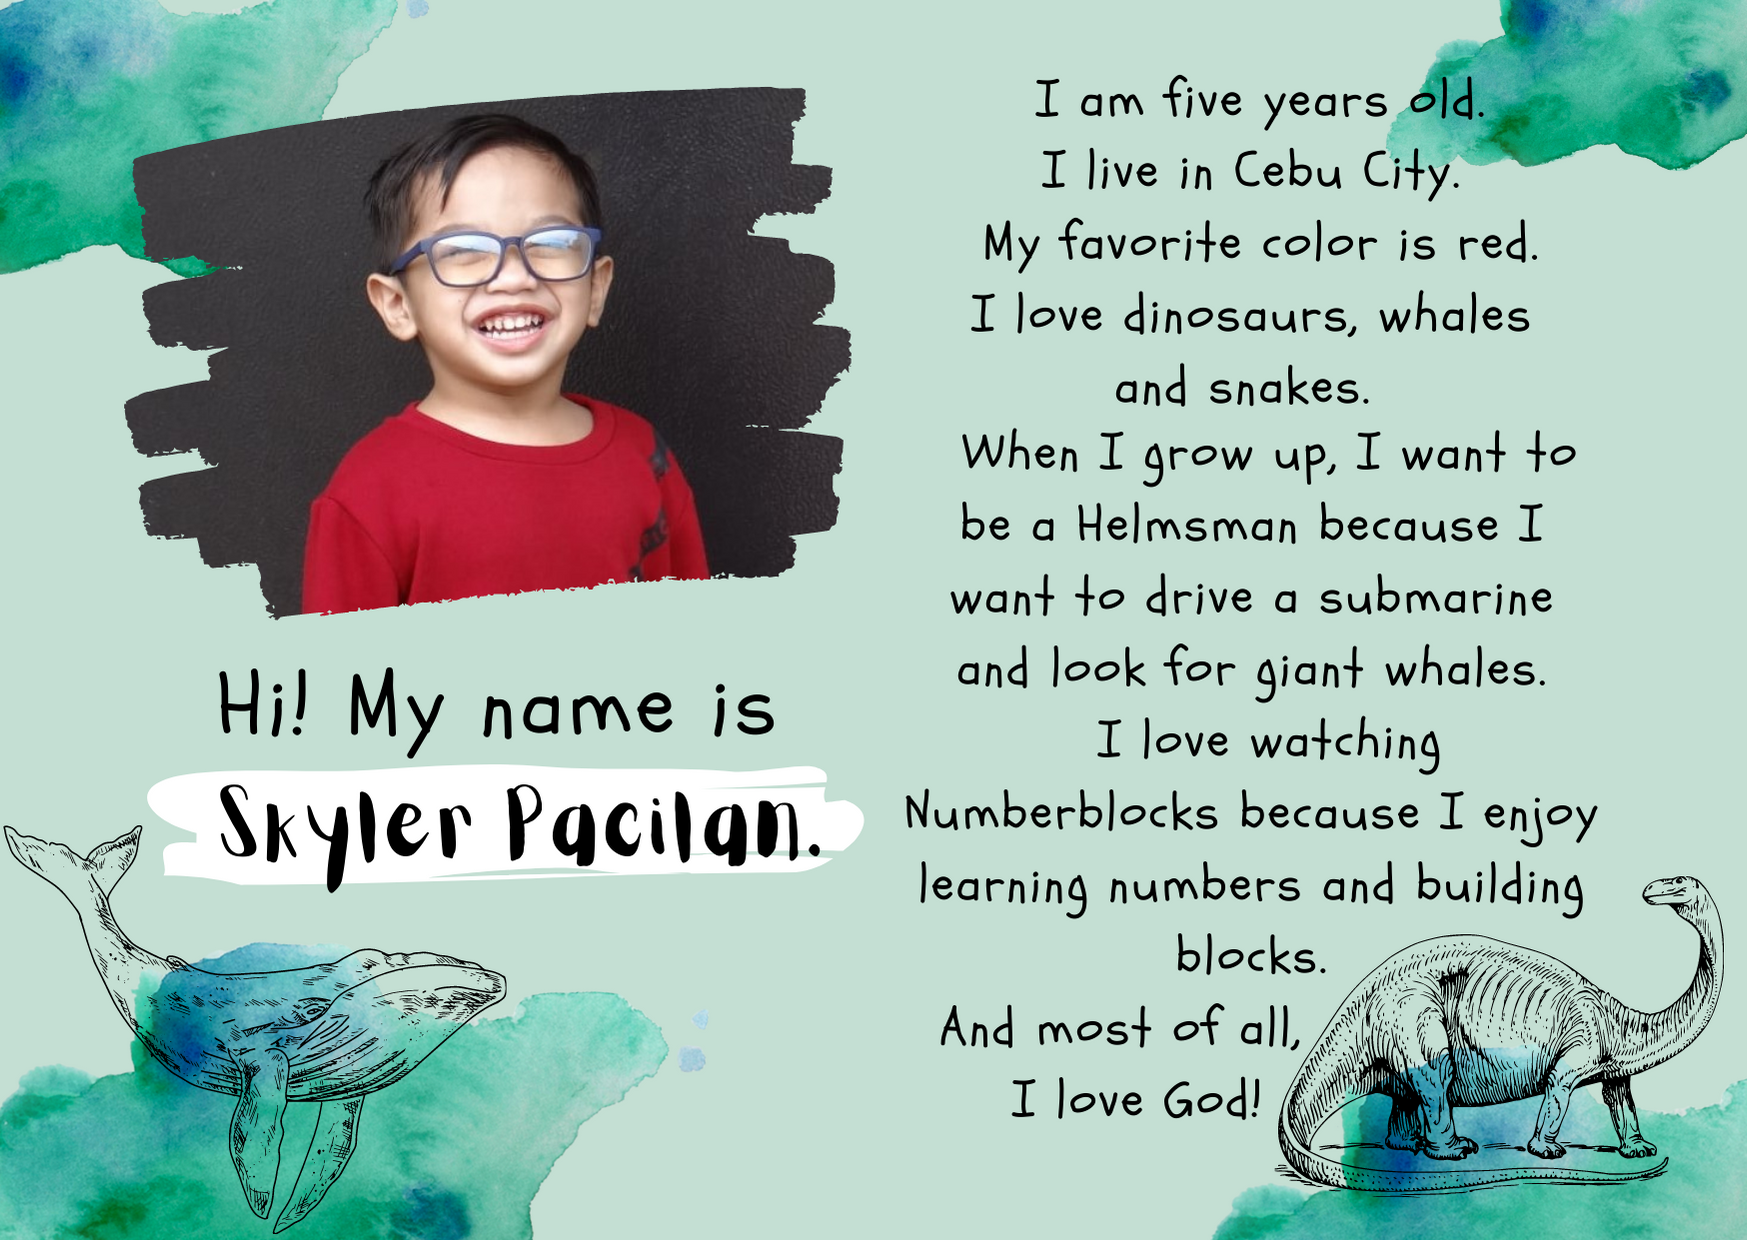 Hi! My name is
Skyler Pacilan.
I am five years old.
I live in Cebu City.
My favorite color is red.
I love dinosaurs, whales
and snakes.
When I grow up, I want to
be a Helmsman because I
want to drive a submarine
and look for giant whales.
I love watching
Numberblocks because I enjoy
learning numbers and building
blocks.
And most of all,
I love God!